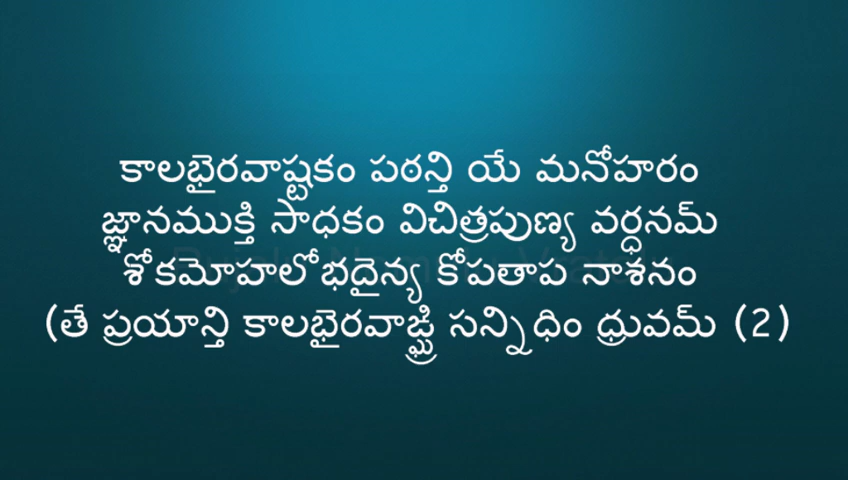 కాలభైరవాష్టకం పఠన్తి యే మనోహరం
జ్ఞానముక్తి సాధకం విచిత్రపుణ్య వర్ధనమ్
శోకమోహలోభదైన్య కోపతాప నాశనం
(తే ప్రయాన్తి కాలభైరవాఙ్ఘ్రి సన్నిధిం ధ్రువమ్ (2)